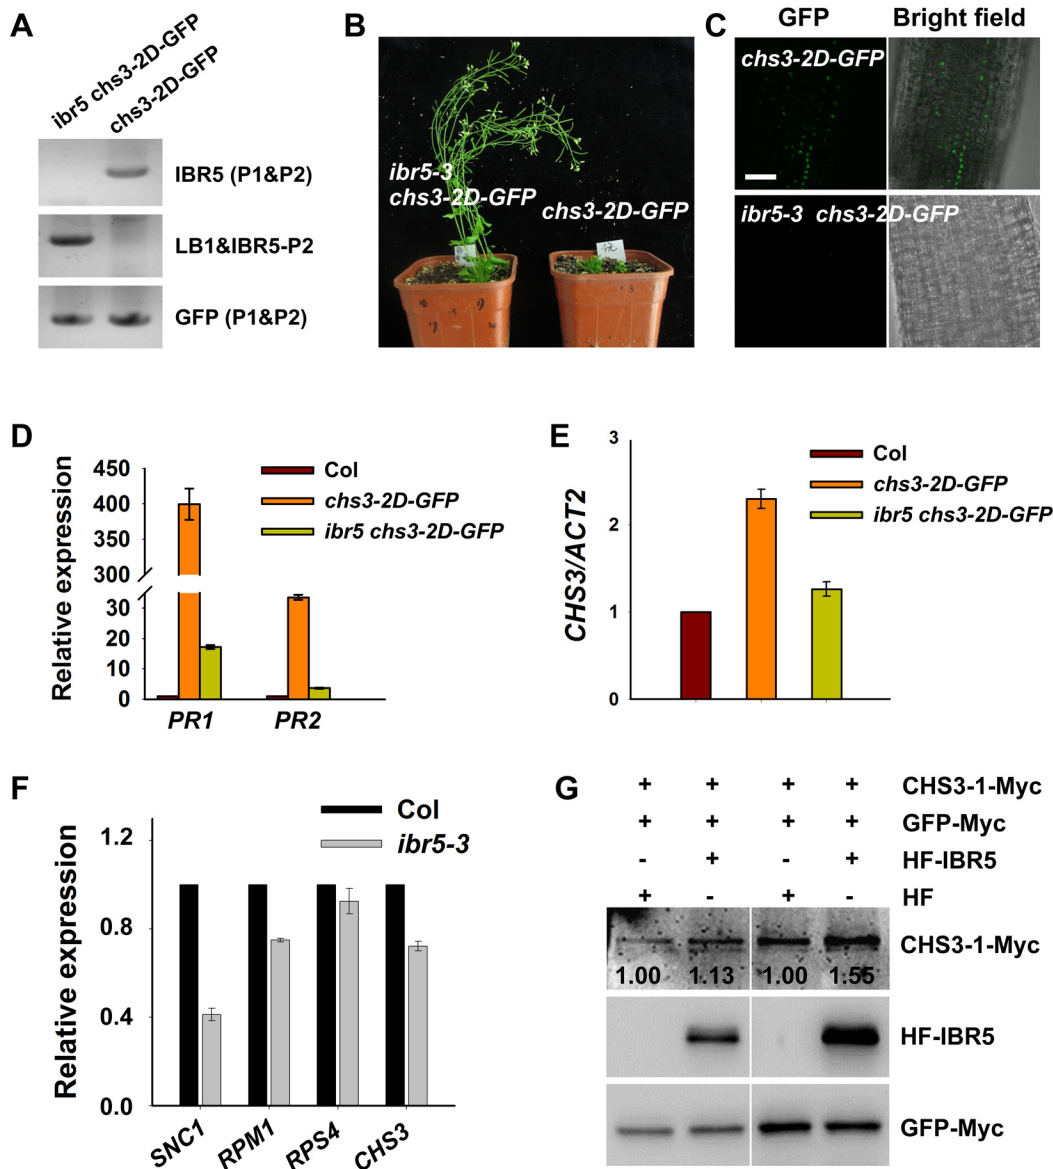 A
ibr5 chs3-2D-GFP
chs3-2D-GFP
IBR5 (P1&P2)
LB1&IBR5-P2
GFP (P1&P2)
B
ibr5-3
chs3-2D-GFP
chs3-2D-GFP
C
GFP Bright field
chs3-2D-GFP
ibr5-3 chs3-2D-GFP
D
Relative expression
450
400
350
300
30
20
10
0
Col
chs3-2D-GFP
ibr5 chs3-2D-GFP
PR1 PR2
E
CHS3/ACT2
3
2
1
0
Col
chs3-2D-GFP
ibr5 chs3-2D-GFP
F
Relative expression
1.2
0.8
0.4
0.0
Col
ibr5-3
SNC1 RPM1 RPS4 CHS3
G
+ + + + CHS3-1-Myc
+ + + + GFP-Myc
- + - + HF-IBR5
+ - + - HF
CHS3-1-Myc
1.00 1.13 1.00 1.55
HF-IBR5
GFP-Myc